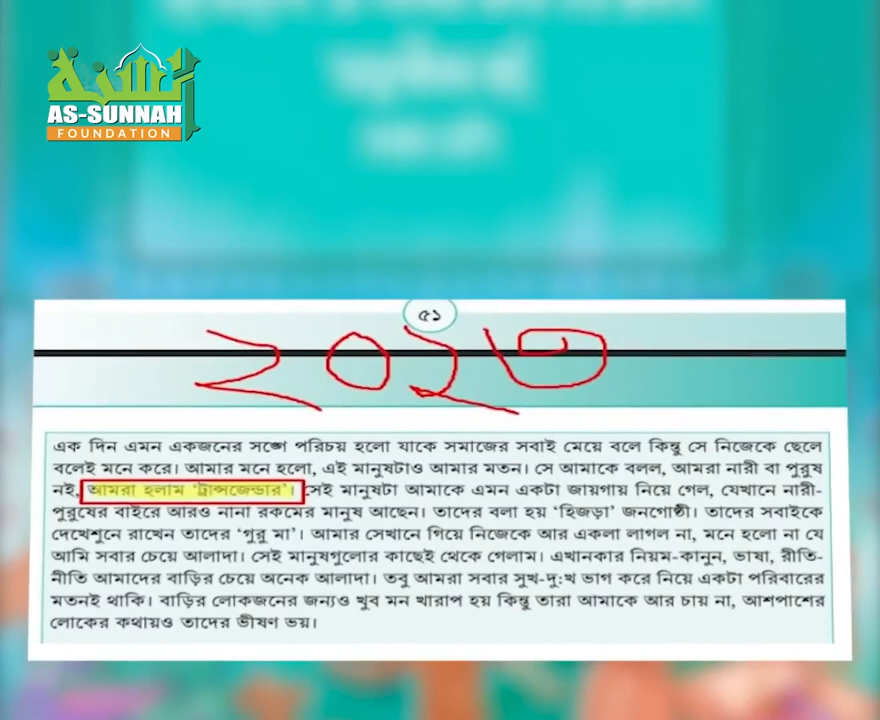 السنة
AS-SUNNAH
FOUNDATION
৫১
২০২৩
এক দিন এমন একজনের সঙ্গে পরিচয় হলো যাকে সমাজের সবাই মেয়ে বলে কিন্তু সে নিজেকে ছেলে
বলেই মনে করে। আমার মনে হলো, এই মানুষটাও আমার মতন। সে আমাকে বলল, আমরা নারী বা পুরুষ
নই, আমরা হলাম ‘ট্রান্সজেন্ডার’। সেই মানুষটা আমাকে এমন একটা জায়গায় নিয়ে গেল, যেখানে নারী-
পুরুষের বাইরে আরও নানা রকমের মানুষ আছেন। তাদের বলা হয় ‘হিজড়া’ জনগোষ্ঠী। তাদের সবাইকে
দেখেশুনে রাখেন তাদের ‘গুরু মা’। আমার সেখানে গিয়ে নিজেকে আর একলা লাগল না, মনে হলো না যে
আমি সবার চেয়ে আলাদা। সেই মানুষগুলোর কাছেই থেকে গেলাম। এখানকার নিয়ম-কানুন, ভাষা, রীতি-
নীতি আমাদের বাড়ির চেয়ে অনেক আলাদা। তবু আমরা সবার সুখ-দু:খ ভাগ করে নিয়ে একটা পরিবারের
মতনই থাকি। বাড়ির লোকজনের জন্যও খুব মন খারাপ হয় কিন্তু তারা আমাকে আর চায় না, আশপাশের
লোকের কথায়ও তাদের ভীষণ ভয়।